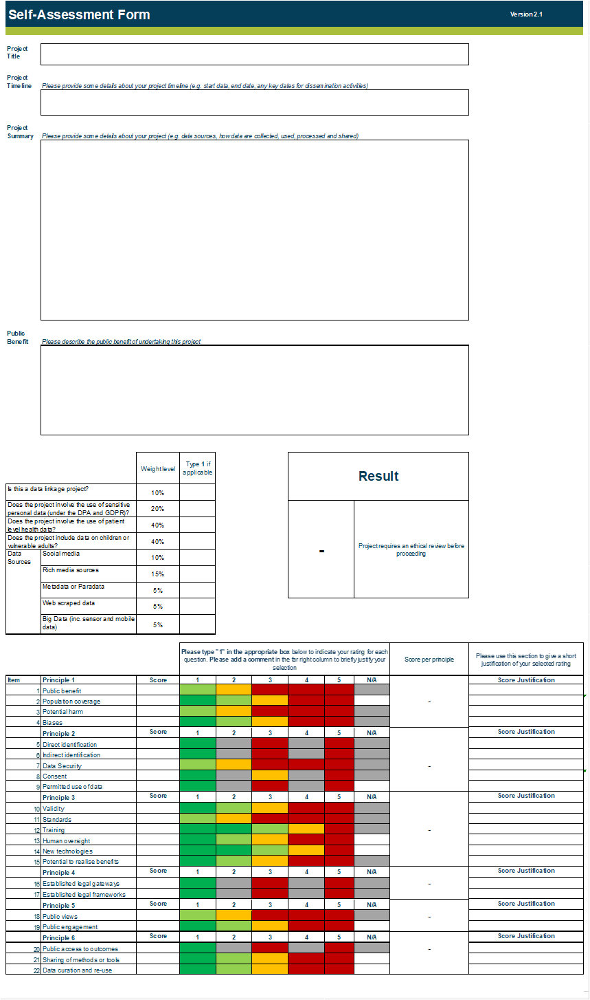 Self-Assessment Form
Version 2.1
Project
Title
Project
Timeline Please provide some details about your project timeline (e.g. start data, end date, any key dates for dissemination activities)
Project
Summary Please provide some details about your project (e.g. data sources, how data are collected, used, processed and shared)
Public
Benefit Please describe the public benefit of undertaking this project
Weight level
Type 1 if
applicable
Is this a data linkage project?
10%
Does the project involve the use of sensitive
personal data (under the DPA and GDPR)?
20%
Does the project involve the use of patient
level health data?
40%
Does the project include data on children or
vulnerable adults?
40%
Data
Sources
Social media
10%
Rich media sources
15%
Metadata or Paradata
5%
Web scraped data
5%
Big Data (inc. sensor and mobile
data)
5%
Result
-
Project requires an ethical review before
proceeding
Please type "1" in the appropriate box below to indicate your rating for each
question. Please add a comment in the far right column to briefly justify your
selection
Score per principle
Please use this section to give a short
justification of your selected rating
Item Principle 1 Score 1 2 3 4 5 N/A Score Justification
1 Public benefit
2 Population coverage
-
3 Potential harm
4 Biases
Principle 2 Score 1 2 3 4 5 N/A Score Justification
5 Direct identification
6 Indirect identification
7 Data Security
-
8 Consent
9 Permitted use of data
Principle 3 Score 1 2 3 4 5 N/A Score Justification
10 Validity
11 Standards
12 Training
-
13 Human oversight
14 New technologies
15 Potential to realise benefits
Principle 4 Score 1 2 3 4 5 N/A Score Justification
16 Established legal gateways
-
17 Established legal frameworks
Principle 5 Score 1 2 3 4 5 N/A Score Justification
18 Public views
-
19 Public engagement
Principle 6 Score 1 2 3 4 5 N/A Score Justification
20 Public access to outcomes
-
21 Sharing of methods or tools
22 Data curation and re-use